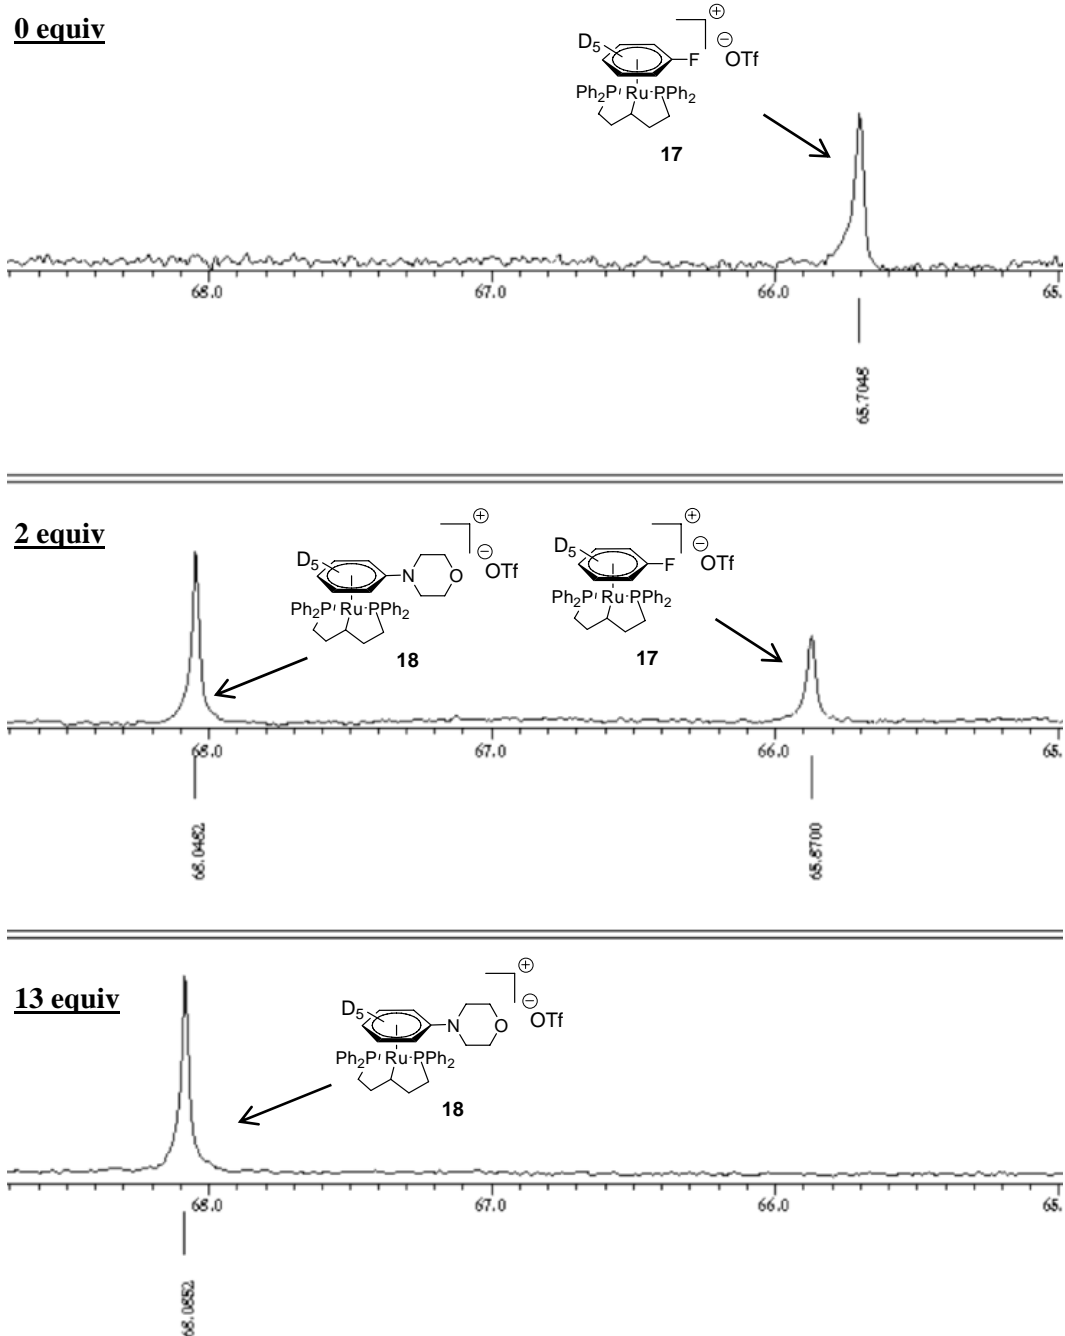 0 equiv
D5
F
⊕
⊖
OTf
Ph2P Ru PPh2
17
68.0 67.0 66.0 65.
65.7048
2 equiv
D5
N
O
⊕
⊖
OTf
Ph2P Ru PPh2
18
D5
F
⊕
⊖
OTf
Ph2P Ru PPh2
17
68.0 67.0 66.0 65.
68.0482 65.8700
13 equiv
D5
N
O
⊕
⊖
OTf
Ph2P Ru PPh2
18
68.0 67.0 66.0 65.
68.0852